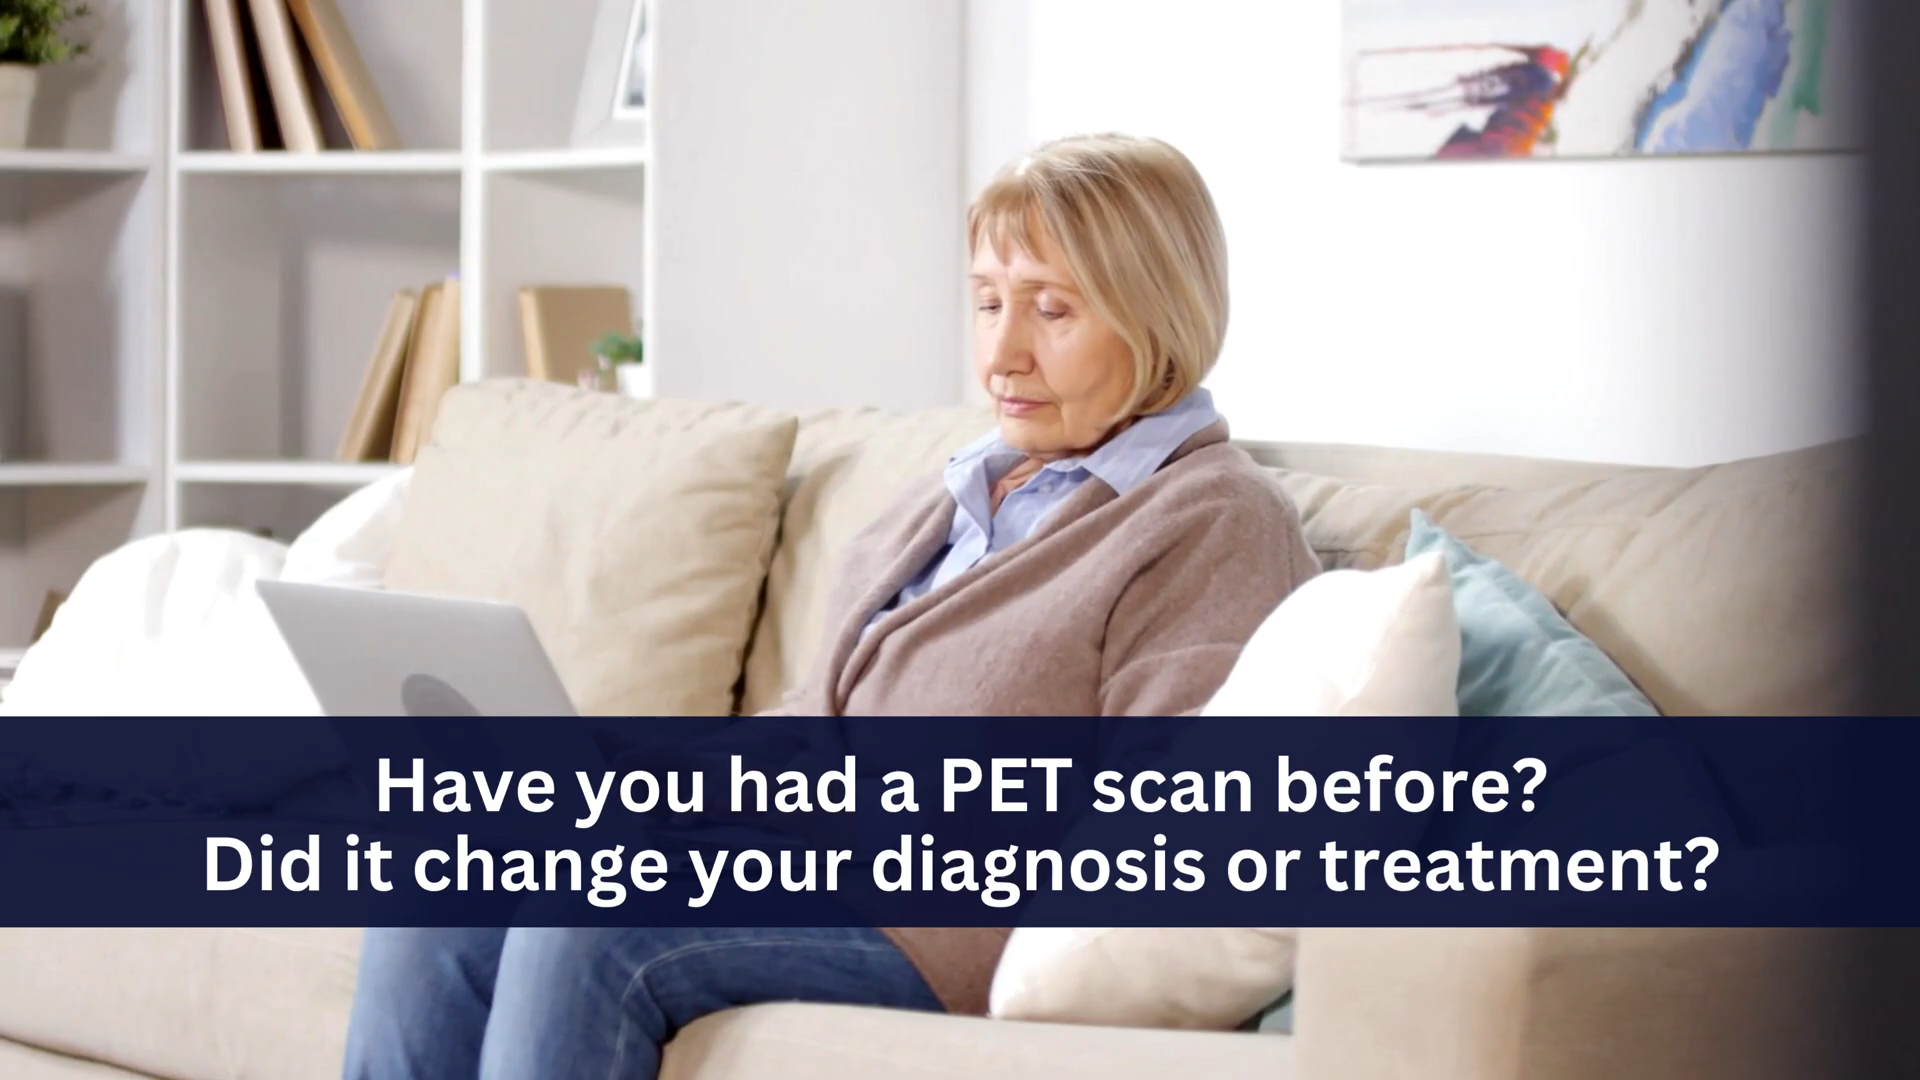 Have you had a PET scan before?
Did it change your diagnosis or treatment?